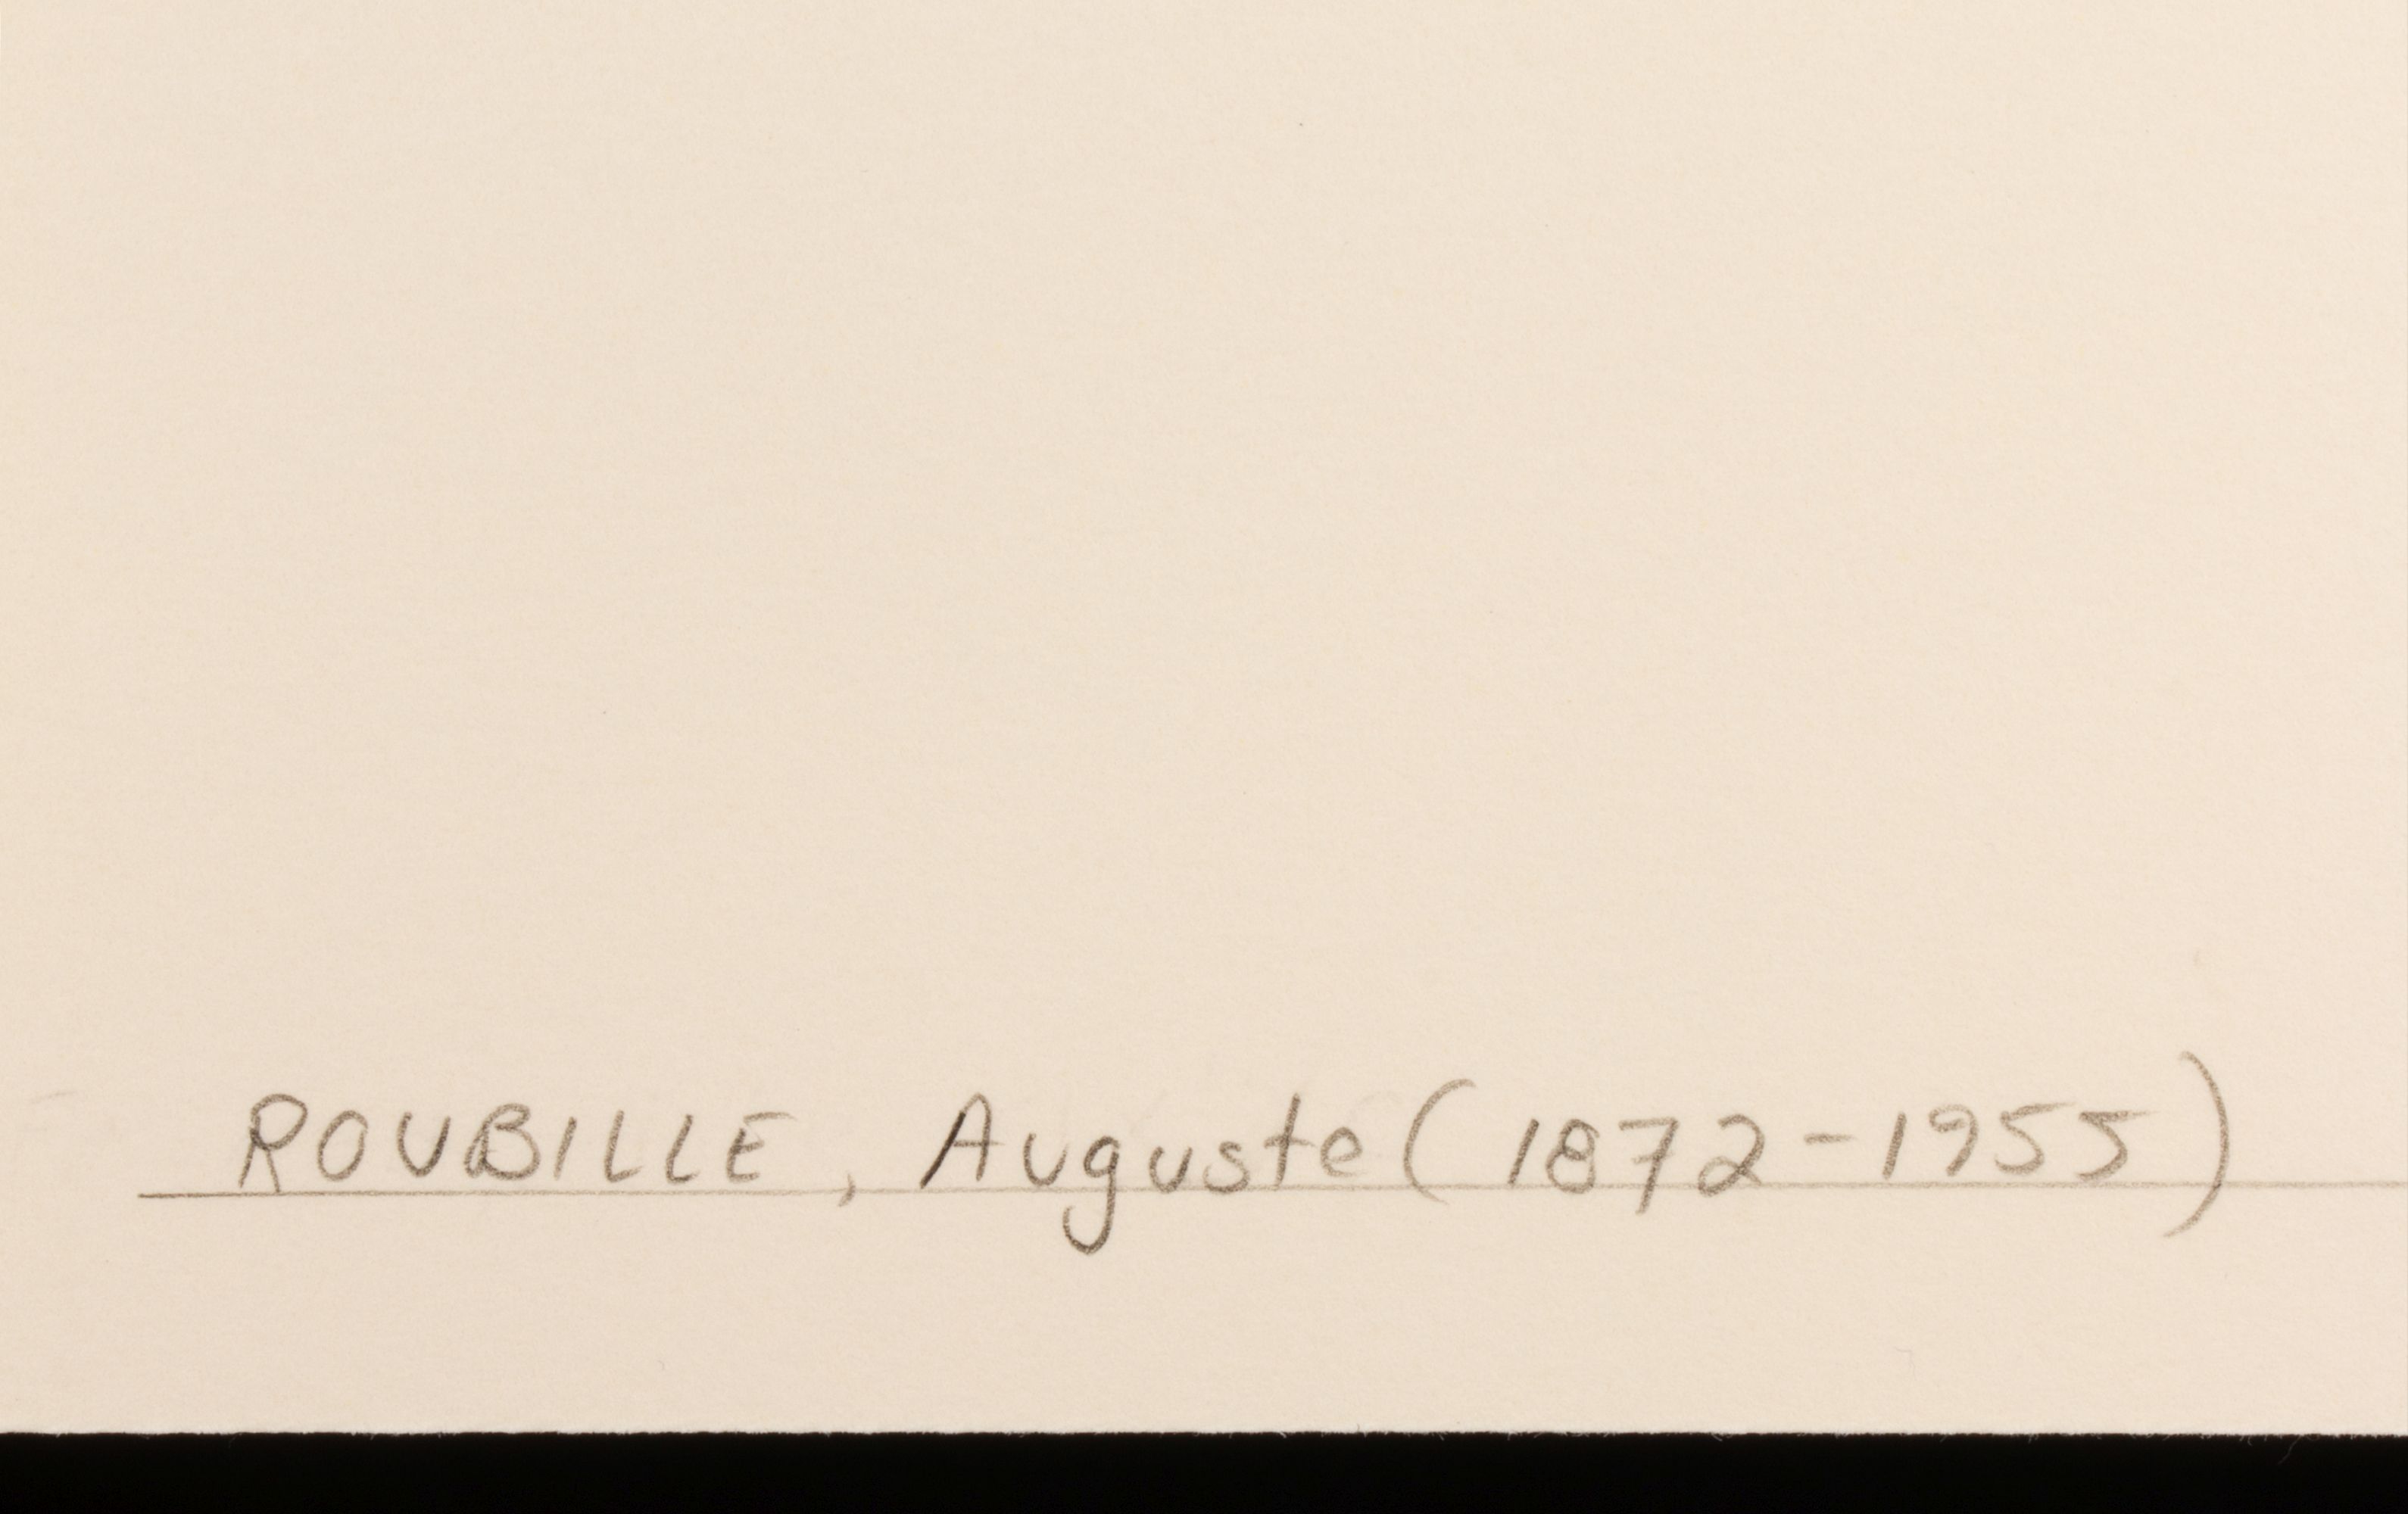 ROUBILLE, Auguste (1872-1955)